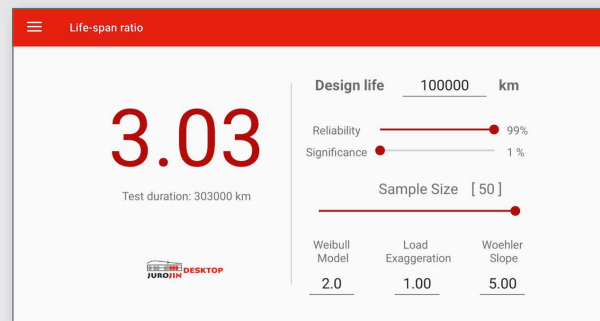 Life-span ratio
3.03
Test duration: 303000 km
JUROJIN DESKTOP
Design life 100000 km
Reliability 99%
Significance 1 %
Sample Size [ 50 ]
Weibull Model
Load Exaggeration
Woehler Slope
2.0 1.00 5.00